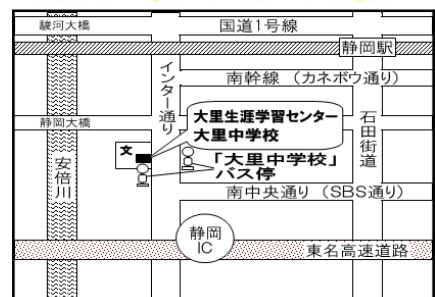 駿河大橋
国道1号線
静岡駅
インター通り
南幹線（カネボウ通り）
大里生涯学習センター
大里中学校
静岡大橋
石田街道
文
「大里中学校」
バス停
安倍川
南中央通り（SBS通り）
静岡
IC
東名高速道路